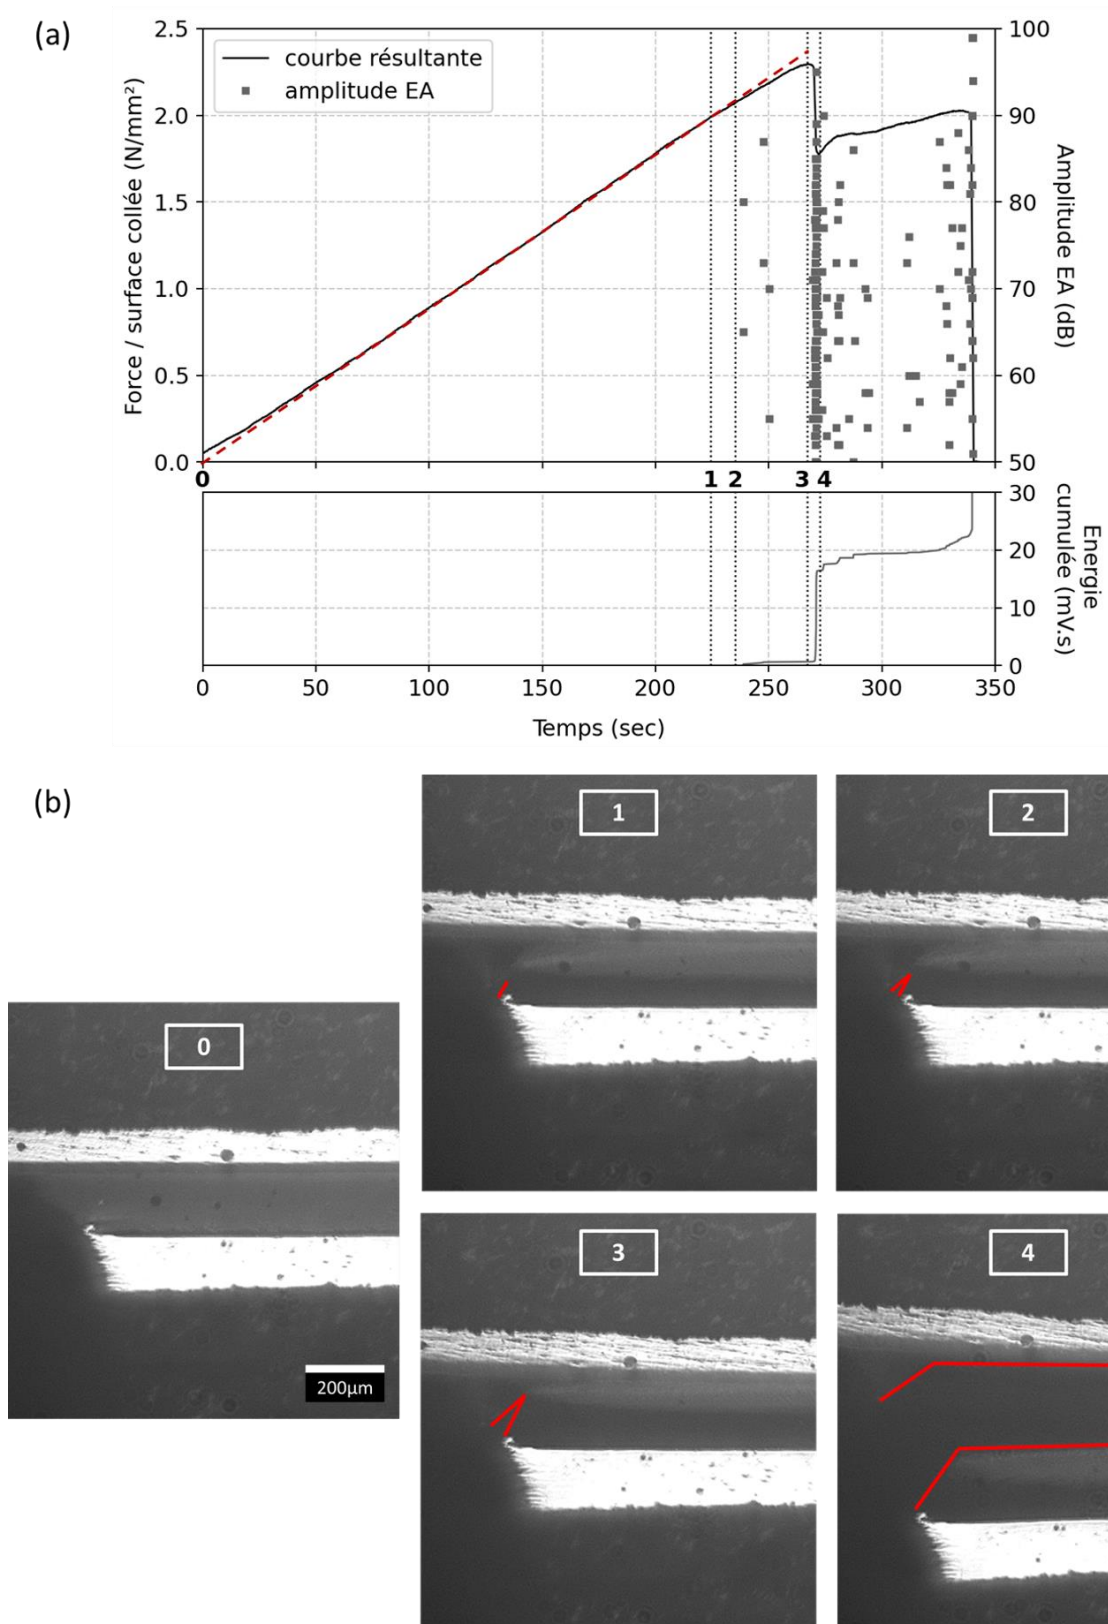 (a)
2.5
2.0
1.5
1.0
0.5
0.0
Force / surface collée (N/mm²)
courbe résultante
amplitude EA
100
90
80
70
60
50
Amplitude EA (dB)
0 1 2 3 4
30
20
10
0
Energie
cumulée (mV.s)
0 50 100 150 200 250 300 350
Temps (sec)
(b)
1
2
0
200µm
3
4